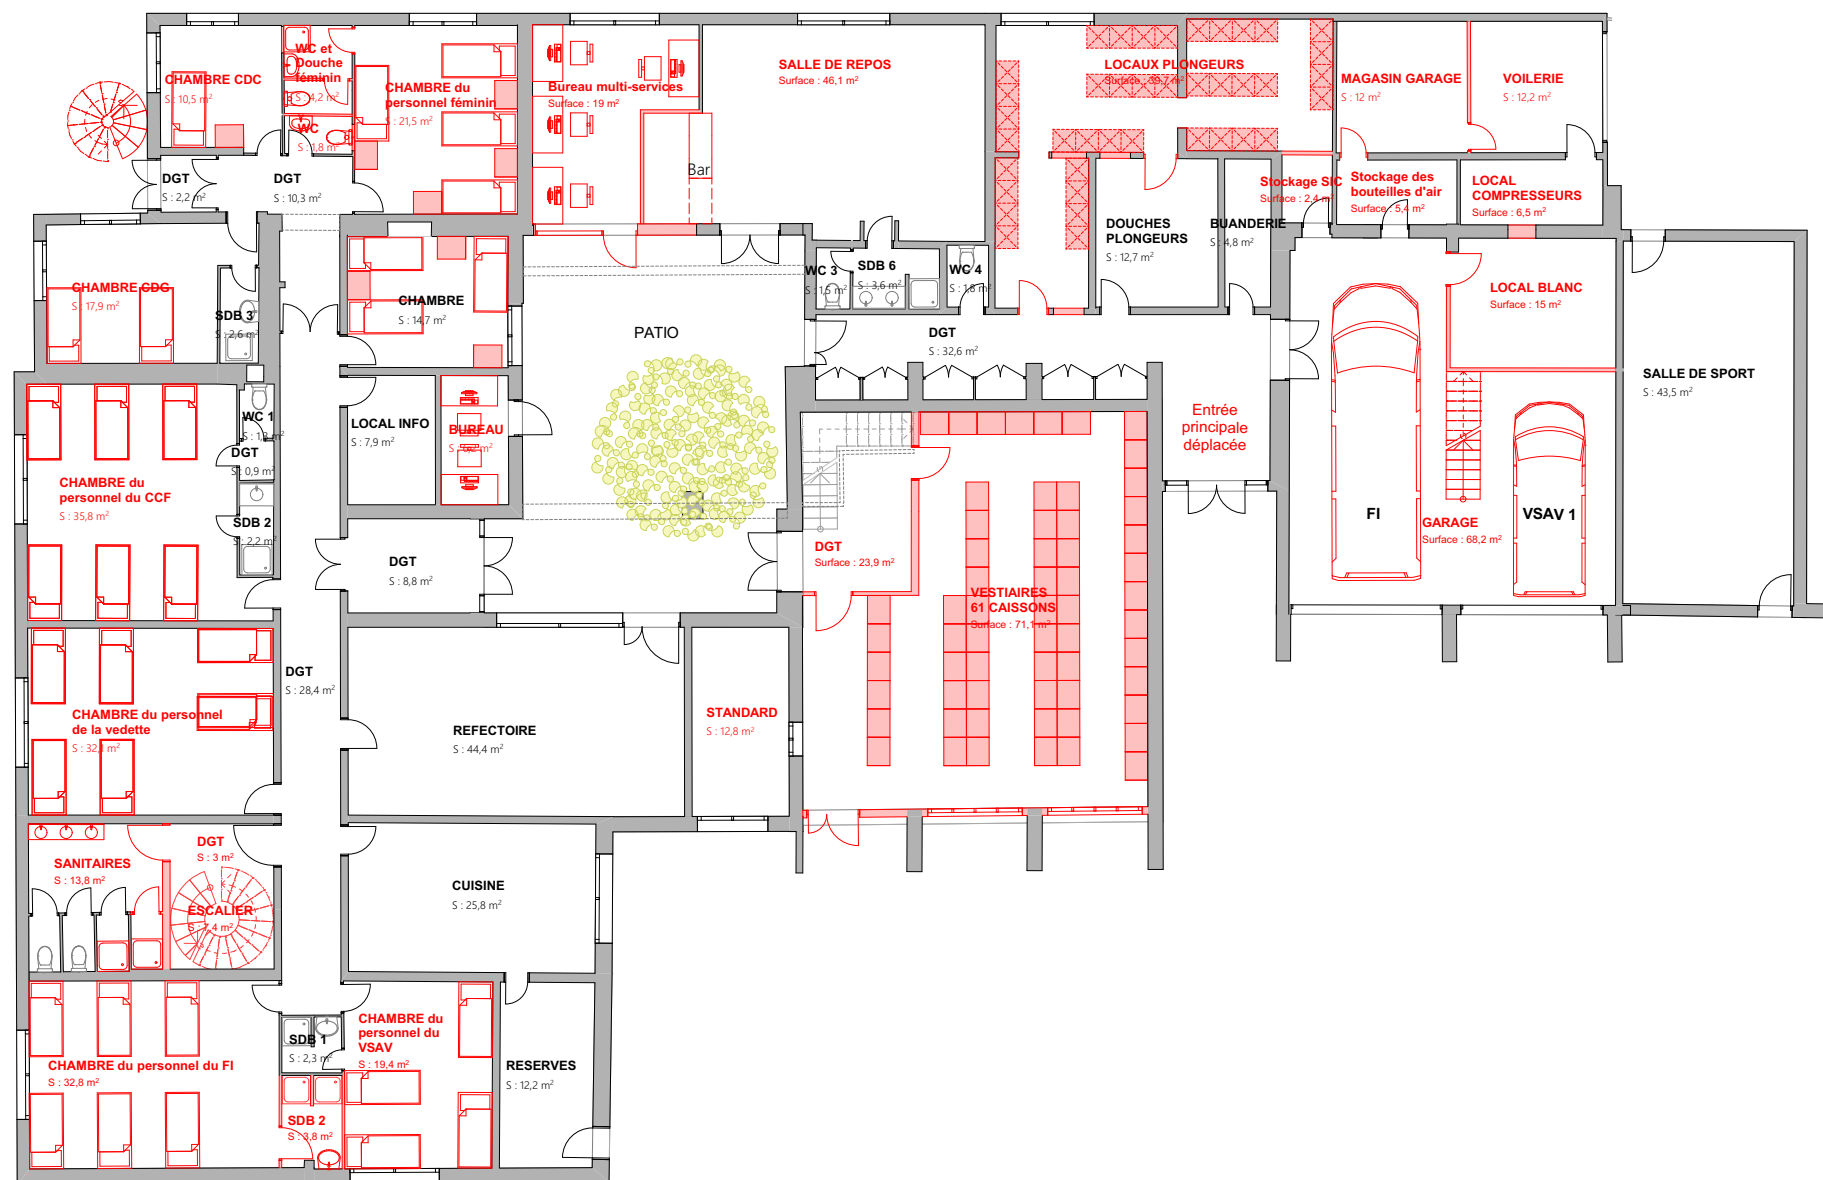 CHAMBRE CDC
S : 10,5 m²
WC et
Douche
féminin
S : 4,2 m²
WC
S : 1,8 m²
CHAMBRE du
personnel féminin
S : 21,5 m²
Bureau multi-services
Surface : 19 m²
SALLE DE REPOS
Surface : 46,1 m²
Bar
LOCAUX PLONGEURS
MAGASIN GARAGE
S : 12 m²
VOILERIE
S : 12,2 m²
DGT
S : 2,2 m²
DGT
S : 10,3 m²
Stockage SIC
Surface : 2,4 m²
Stockage des
bouteilles d'air
Surface : 5,4 m²
LOCAL
COMPRESSEURS
Surface : 6,5 m²
DOUCHES
PLONGEURS
S : 12,7 m²
BUANDERIE
S : 4,8 m²
CHAMBRE CDG
S : 17,9 m²
SDB 3
S : 2,6 m²
CHAMBRE
S : 14,7 m²
PATIO
WC 3
S : 1,5 m²
SDB 6
S : 3,6 m²
WC 4
S : 1,8 m²
DGT
S : 32,6 m²
LOCAL BLANC
Surface : 15 m²
SALLE DE SPORT
S : 43,5 m²
Entrée
principale
déplacée
LOCAL INFO
S : 7,9 m²
BUREAU
WC 1
DGT
S : 0,9 m²
CHAMBRE du
personnel du CCF
S : 35,8 m²
SDB 2
S : 2,2 m²
DGT
S : 8,8 m²
DGT
Surface : 23,9 m²
VESTIAIRES
61 CAISSONS
Surface : 71,1 m²
FI
GARAGE
Surface : 68,2 m²
VSAV 1
DGT
S : 28,4 m²
CHAMBRE du personnel
de la vedette
REFECTOIRE
S : 44,4 m²
STANDARD
S : 12,8 m²
SANITAIRES
S : 13,8 m²
DGT
S : 3 m²
ESCALIER
S : 7,4 m²
CUISINE
S : 25,8 m²
CHAMBRE du personnel du FI
S : 32,8 m²
SDB 1
S : 2,3 m²
CHAMBRE du
personnel du
VSAV
S : 19,4 m²
SDB 2
S : 3,8 m²
RESERVES
S : 12,2 m²